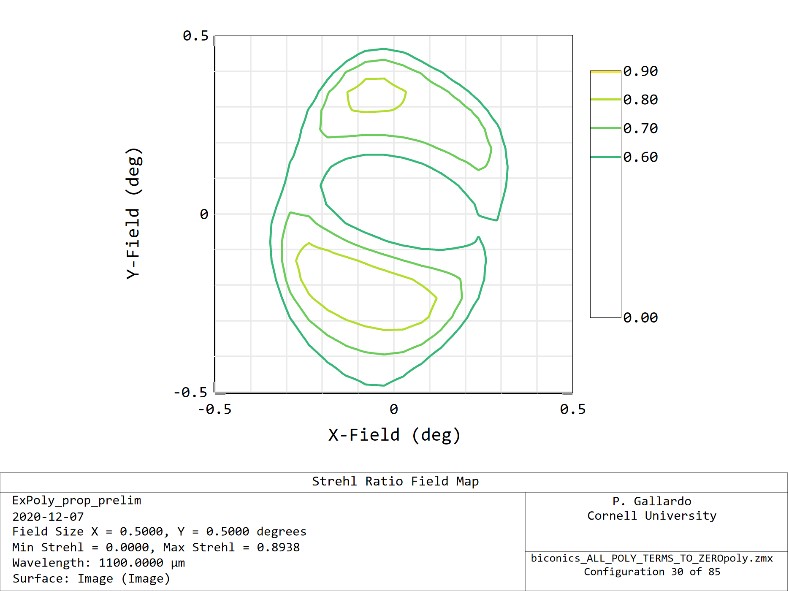 0.5
0
-0.5
Y-Field (deg)
-0.5
0
0.5
X-Field (deg)
0.90
0.80
0.70
0.60
0.00
Strehl Ratio Field Map
ExPoly_prop_prelim
2020-12-07
Field Size X = 0.5000, Y = 0.5000 degrees
Min Strehl = 0.0000, Max Strehl = 0.8938
Wavelength: 1100.0000 µm
Surface: Image (Image)
P. Gallardo
Cornell University
biconics_ALL_POLY_TERMS_TO_ZEROpoly.zmx
Configuration 30 of 85